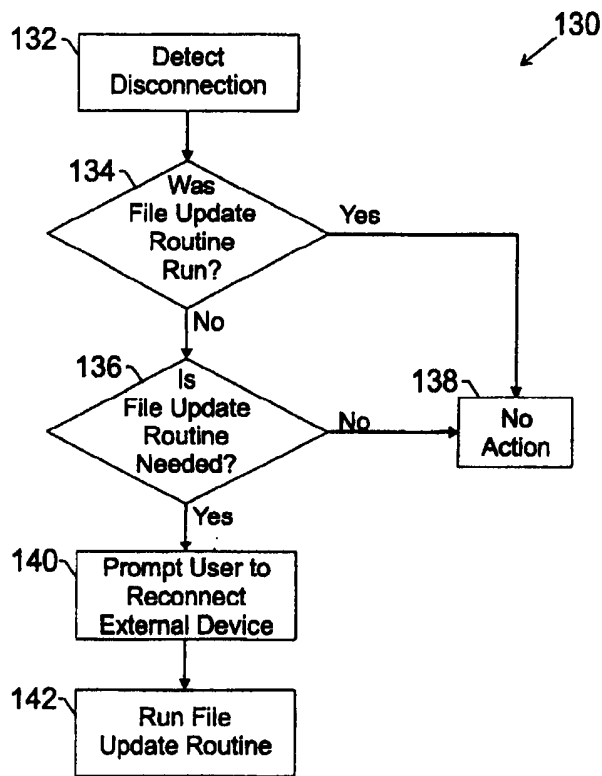 130
132
Detect
Disconnection
134
Was
File Update
Routine
Run?
Yes
No
136
Is
File Update
Routine
Needed?
No
138
No
Action
Yes
140
Prompt User to
Reconnect
External Device
142
Run File
Update Routine